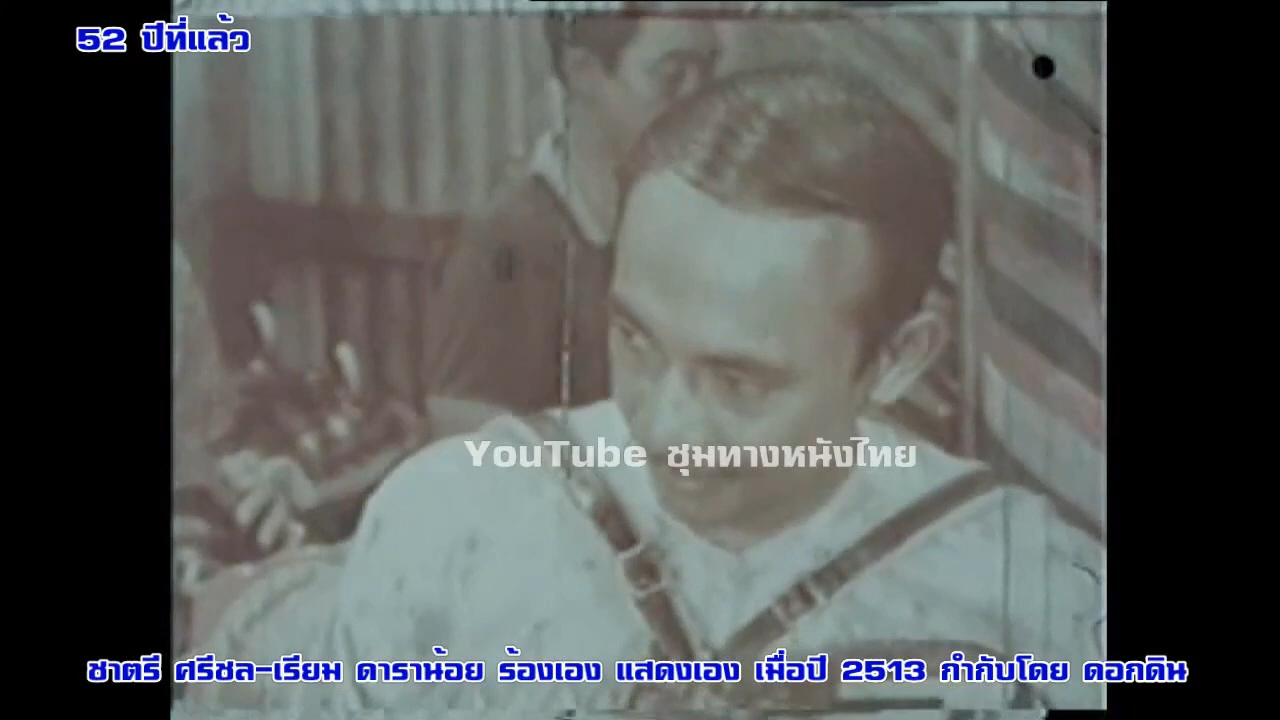 52 ปีที่แล้ว
YouTube ชุมทางหนังไทย
ชาตรี ศรีชล-เรียม ดาราน้อย ร้องเอง แสดงเอง เมื่อปี 2513 กำกับโดย ดอกดิน